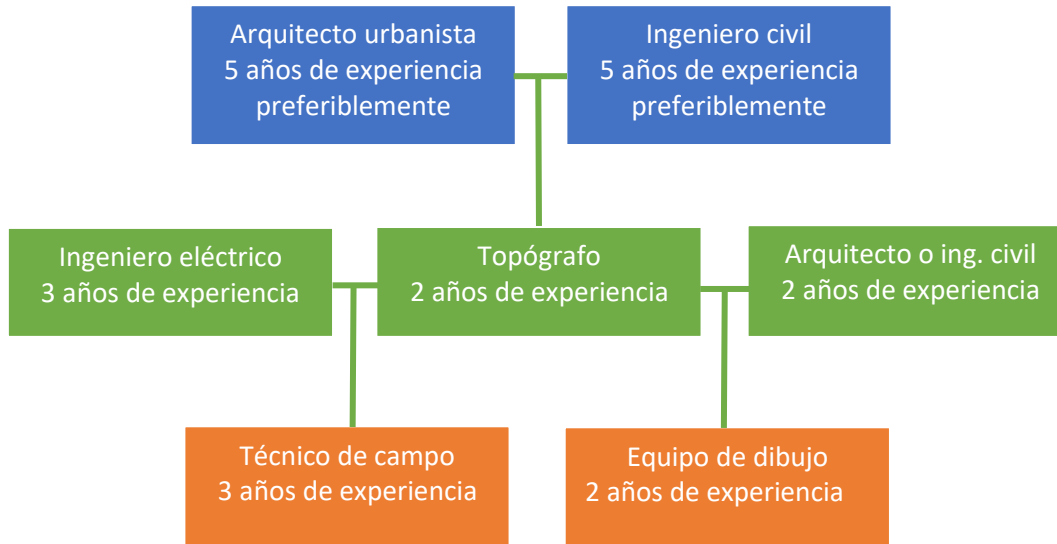 Arquitecto urbanista
5 años de experiencia
preferiblemente
Ingeniero civil
5 años de experiencia
preferiblemente
Ingeniero eléctrico
3 años de experiencia
Topógrafo
2 años de experiencia
Arquitecto o ing. civil
2 años de experiencia
Técnico de campo
3 años de experiencia
Equipo de dibujo
2 años de experiencia